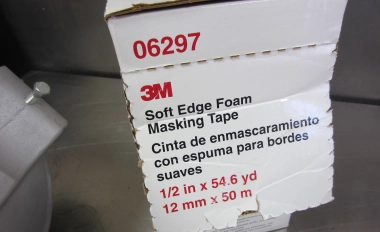 06297
3M
Soft Edge Foam
Masking Tape
Cinta de enmascaramiento
con espuma para bordes
suaves
1/2 in x 54.6 yd
12 mm x 50 m